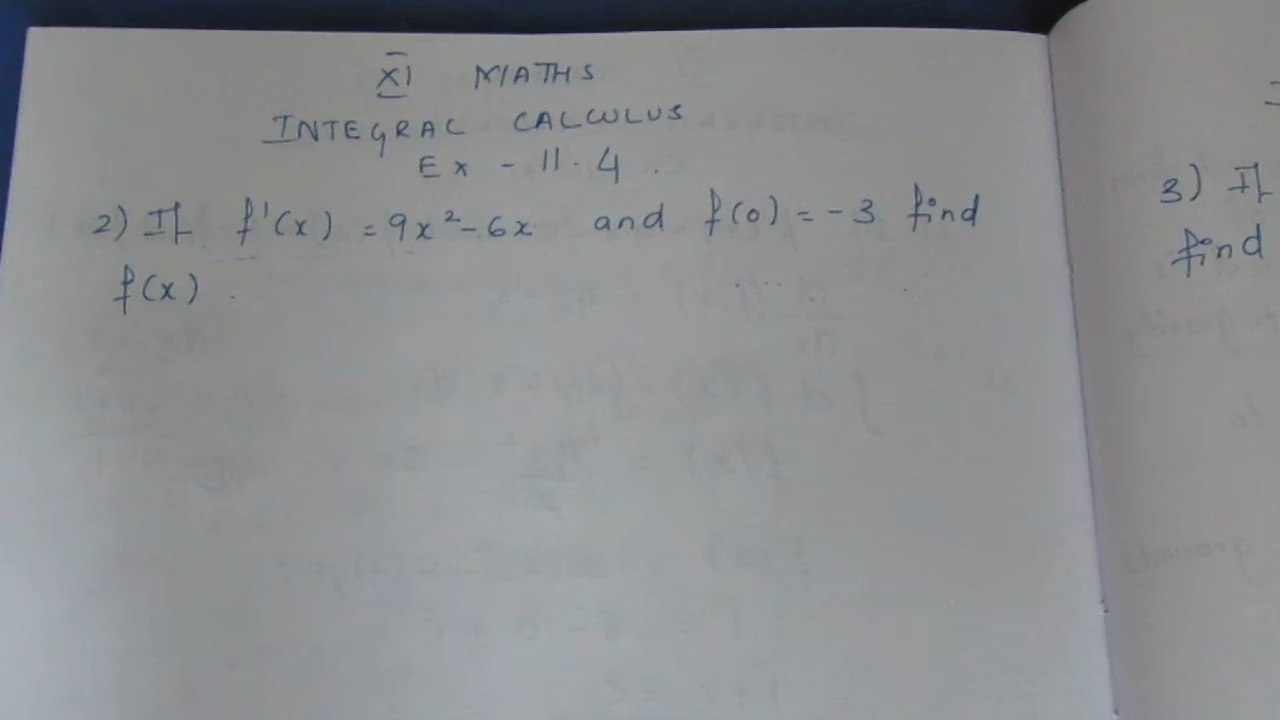 XI MATHS
INTEGRAL CALCULUS
Ex - 11.4.
2) If f'(x) = 9x² - 6x and f(0) = -3 find
f(x).
3) If
find